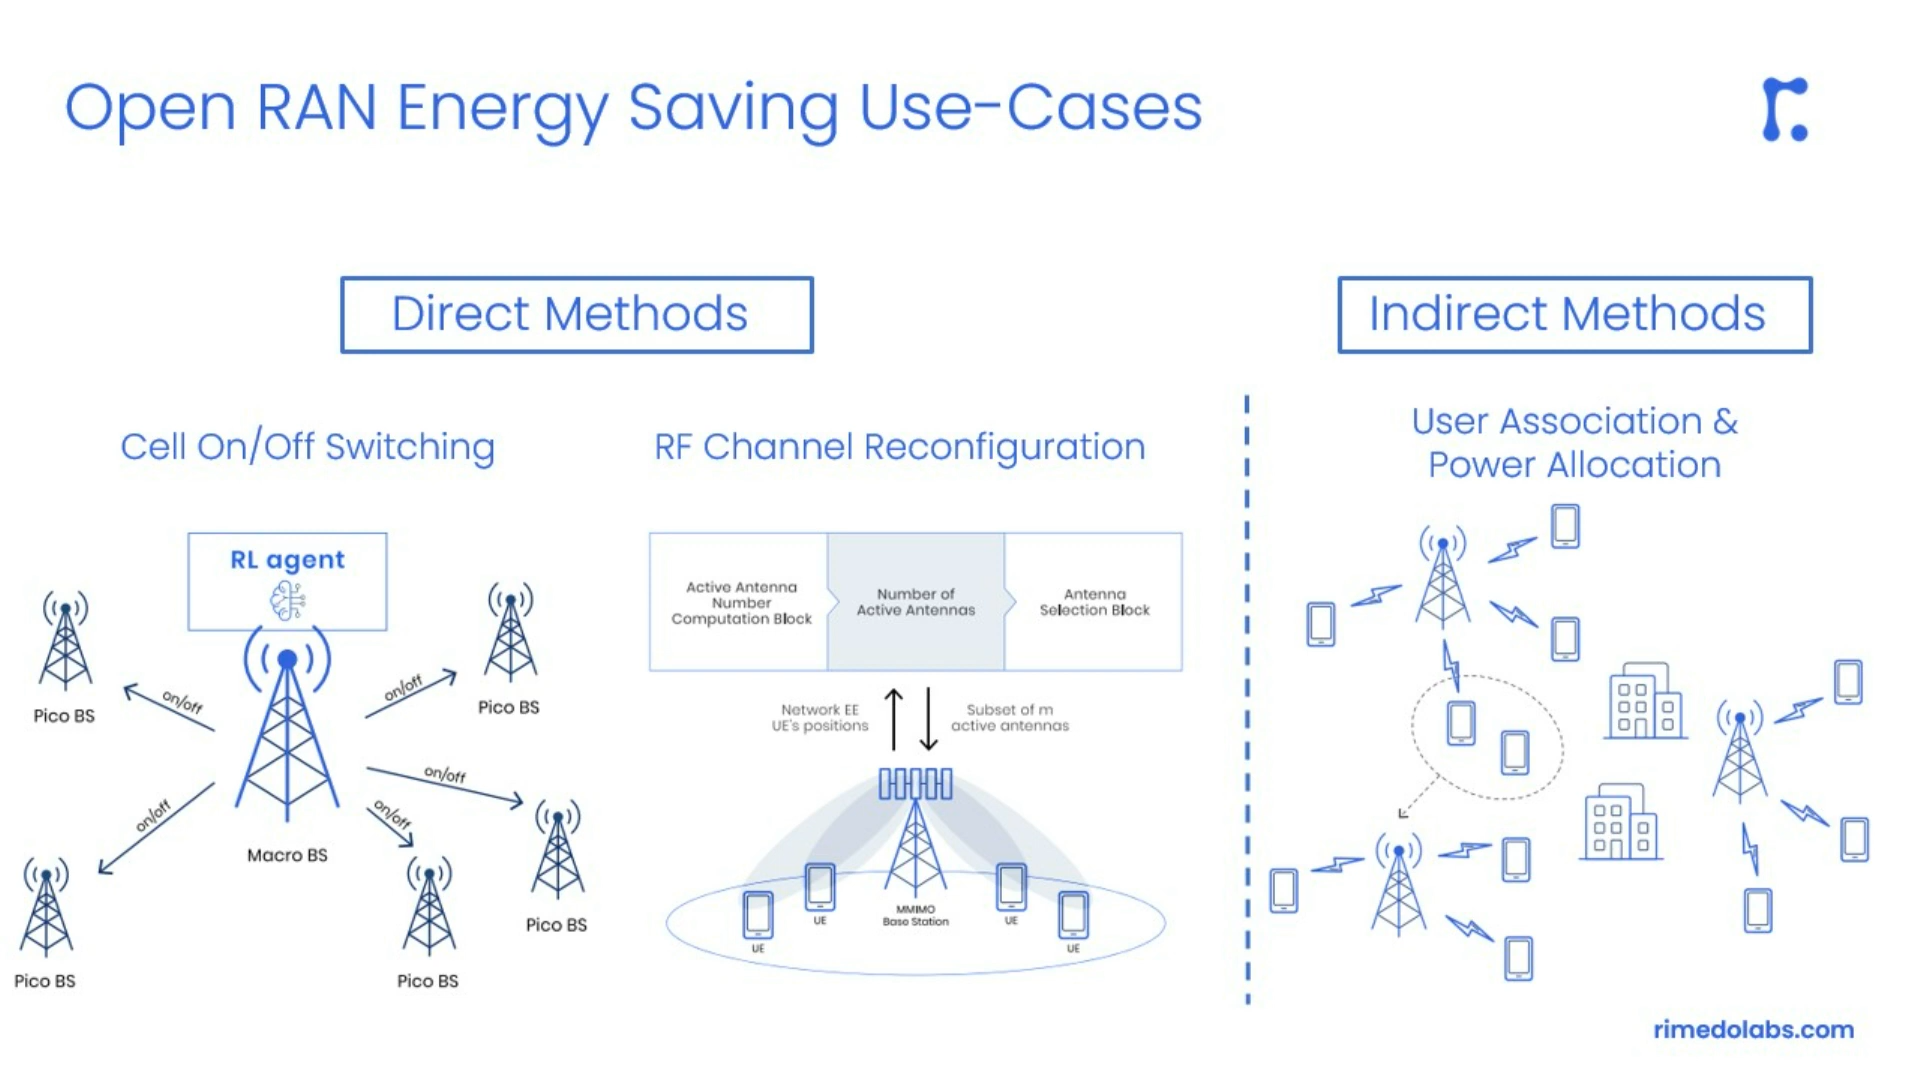 Open RAN Energy Saving Use-Cases
Direct Methods
Indirect Methods
Cell On/Off Switching
RF Channel Reconfiguration
User Association &
Power Allocation
RL agent
Pico BS
Pico BS
on/off
on/off
on/off
on/off
on/off
Macro BS
Pico BS
Pico BS
Pico BS
Active Antenna
Number
Computation Block
Number of
Active Antennas
Antenna
Selection Block
Network EE
UE's positions
Subset of m
active antennas
UE
UE
MMIMO
Base Station
UE
UE
rimedolabs.com